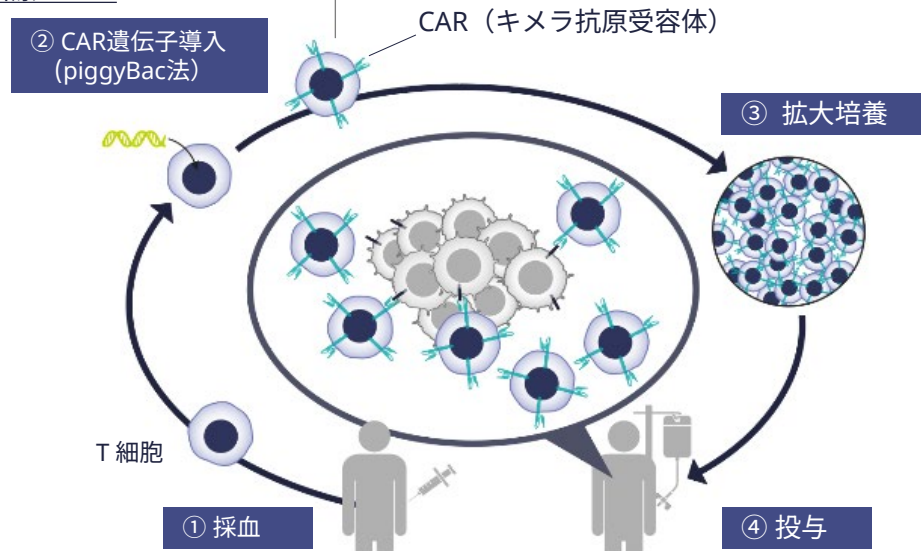 CAR（キメラ抗原受容体）
② CAR遺伝子導入
(piggyBac法）
③ 拡大培養
T 細胞
① 採血
④ 投与